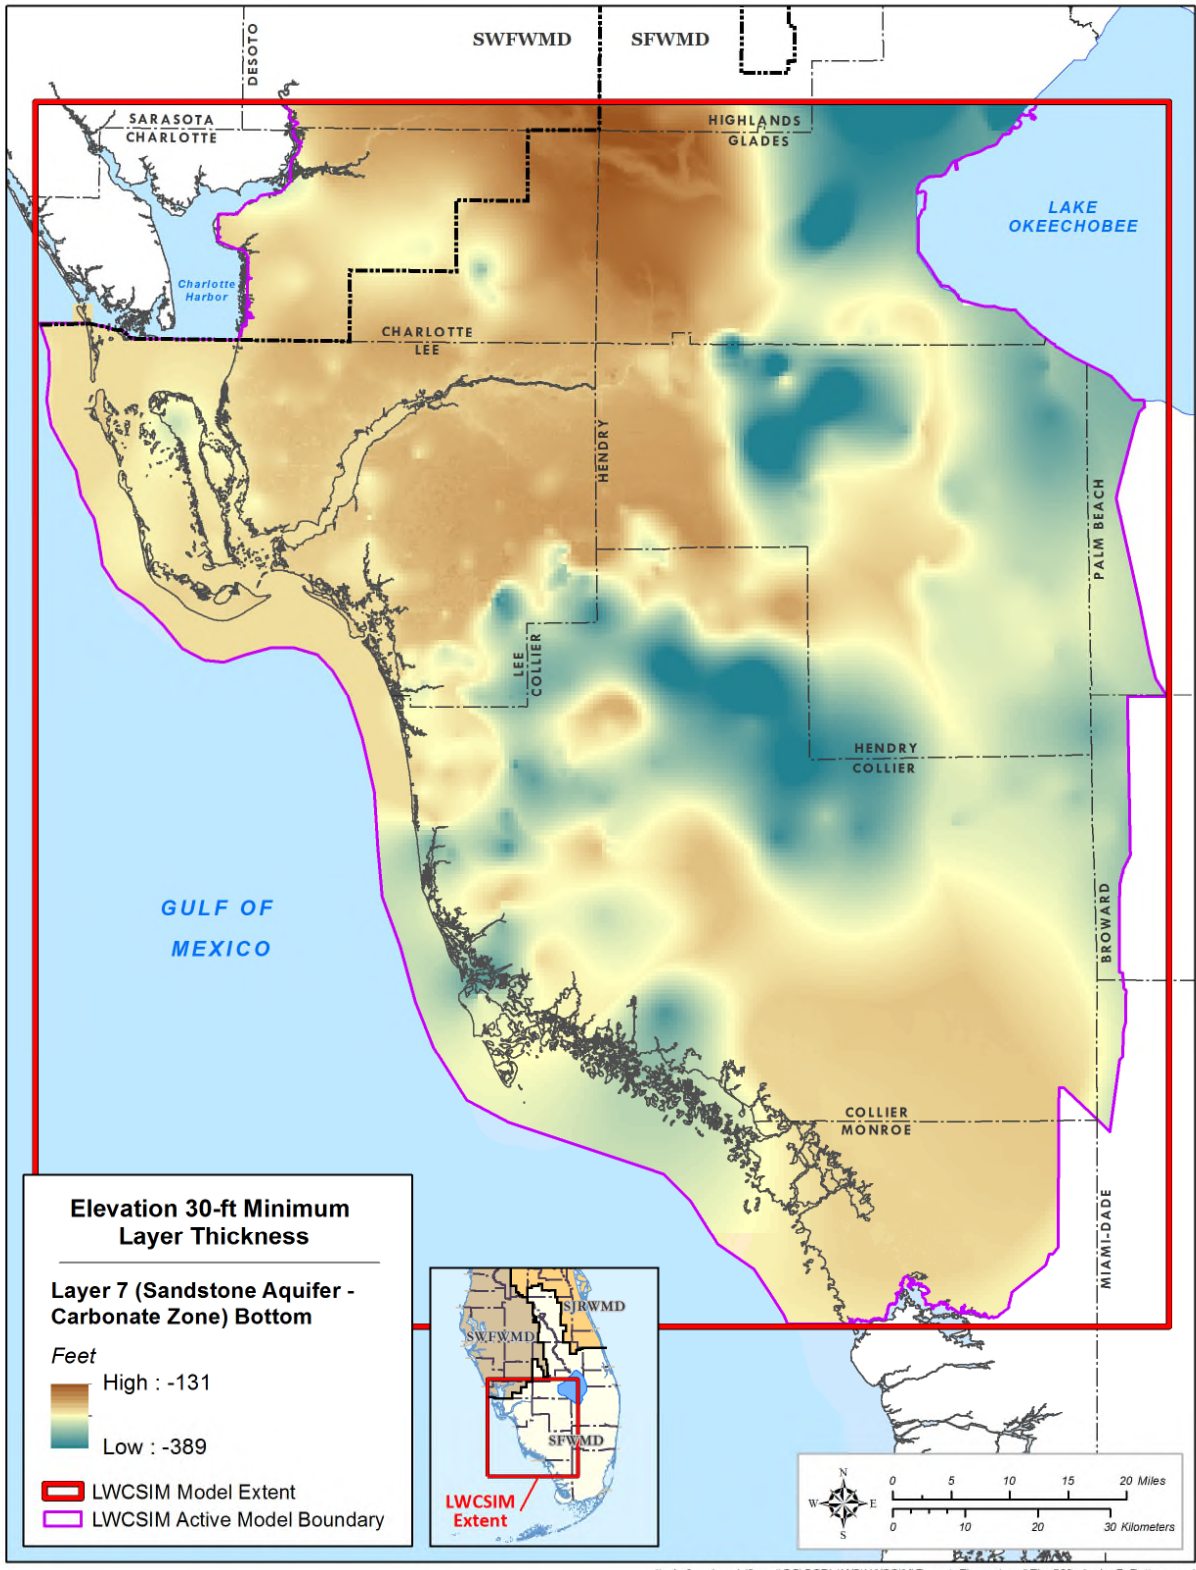 DESOTO
SWFWMD
SFWMD
SARASOTA
CHARLOTTE
HIGHLANDS
GLADES
LAKE
OKEECHOBEE
Charlotte
Harbor
CHARLOTTE
LEE
HENDRY
PALM BEACH
LEE
COLLIER
HENDRY
COLLIER
GULF OF
MEXICO
BROWARD
COLLIER
MONROE
MIAMI-DADE
Elevation 30-ft Minimum
Layer Thickness
Layer 7 (Sandstone Aquifer -
Carbonate Zone) Bottom
Feet
High : -131
Low : -389
LWCSIM Model Extent
LWCSIM Active Model Boundary
SJRWMD
SWFWMD
SFWMD
LWCSIM
Extent
N
W
E
S
0 5 10 15 20 Miles
0 10 20 30 Kilometers